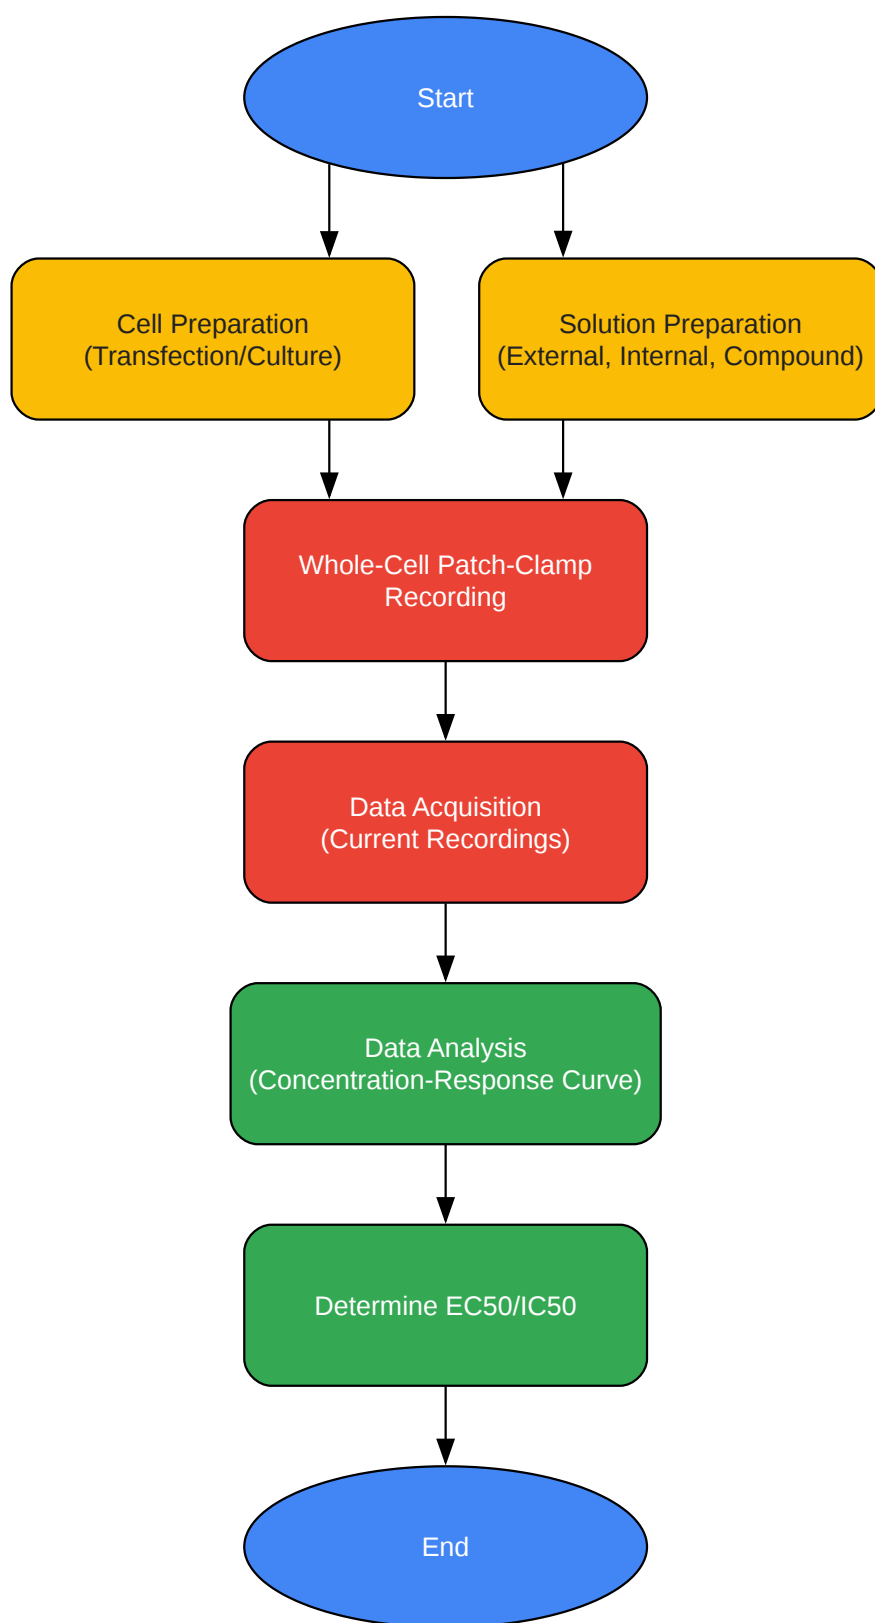 Start
Cell Preparation
(Transfection/Culture)
Solution Preparation
(External, Internal, Compound)
Whole-Cell Patch-Clamp
Recording
Data Acquisition
(Current Recordings)
Data Analysis
(Concentration-Response Curve)
Determine EC50/IC50
End